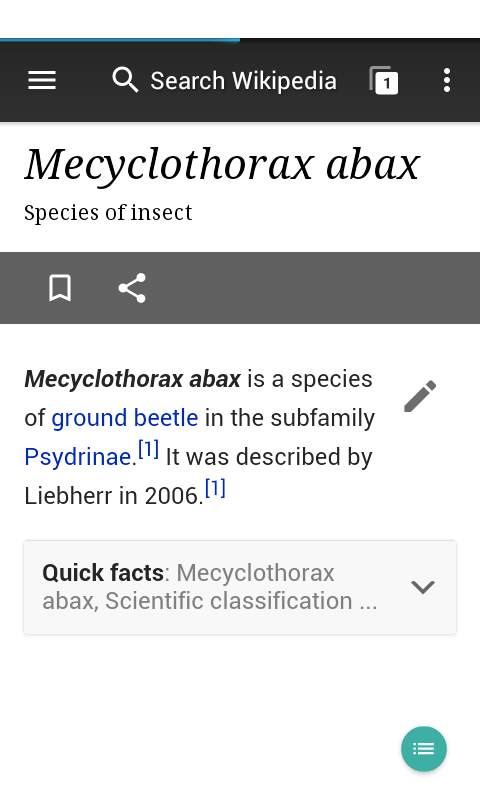 Search Wikipedia
1
Mecyclothorax abax
Species of insect
Mecyclothorax abax is a species
of ground beetle in the subfamily
Psydrinae.[1] It was described by
Liebherr in 2006.[1]
Quick facts: Mecyclothorax
abax, Scientific classification ...